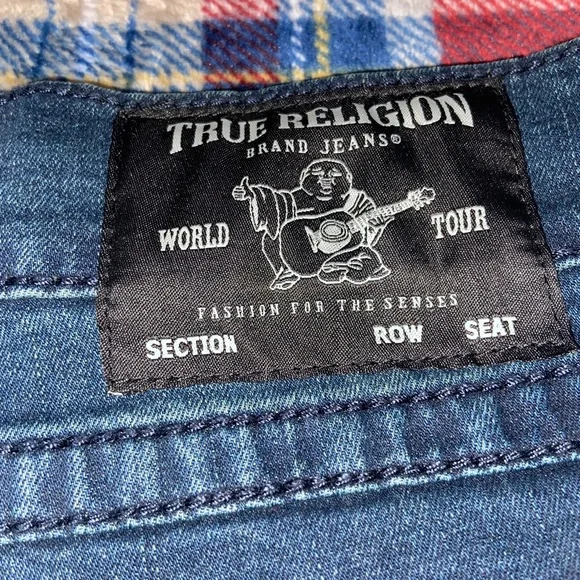 TRUE RELIGION
BRAND JEANS®
WORLD TOUR
FASHION FOR THE SENSES
SECTION ROW SEAT